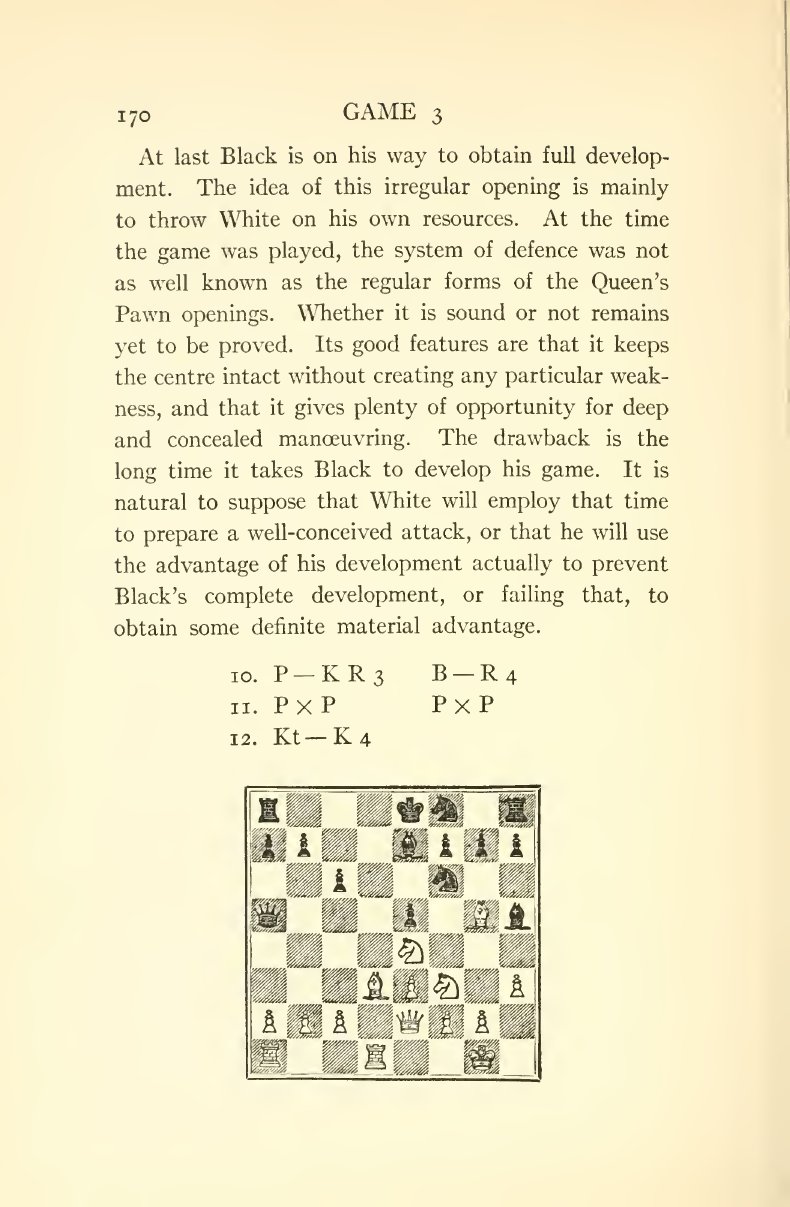 170 GAME 3
At last Black is on his way to obtain full develop-
ment. The idea of this irregular opening is mainly
to throw White on his own resources. At the time
the game was played, the system of defence was not
as well known as the regular forms of the Queen's
Pawn openings. Whether it is sound or not remains
yet to be proved. Its good features are that it keeps
the centre intact without creating any particular weak-
ness, and that it gives plenty of opportunity for deep
and concealed manœuvring. The drawback is the
long time it takes Black to develop his game. It is
natural to suppose that White will employ that time
to prepare a well-conceived attack, or that he will use
the advantage of his development actually to prevent
Black's complete development, or failing that, to
obtain some definite material advantage.
10. P — K R 3 B — R 4
11. P × P P × P
12. Kt — K 4